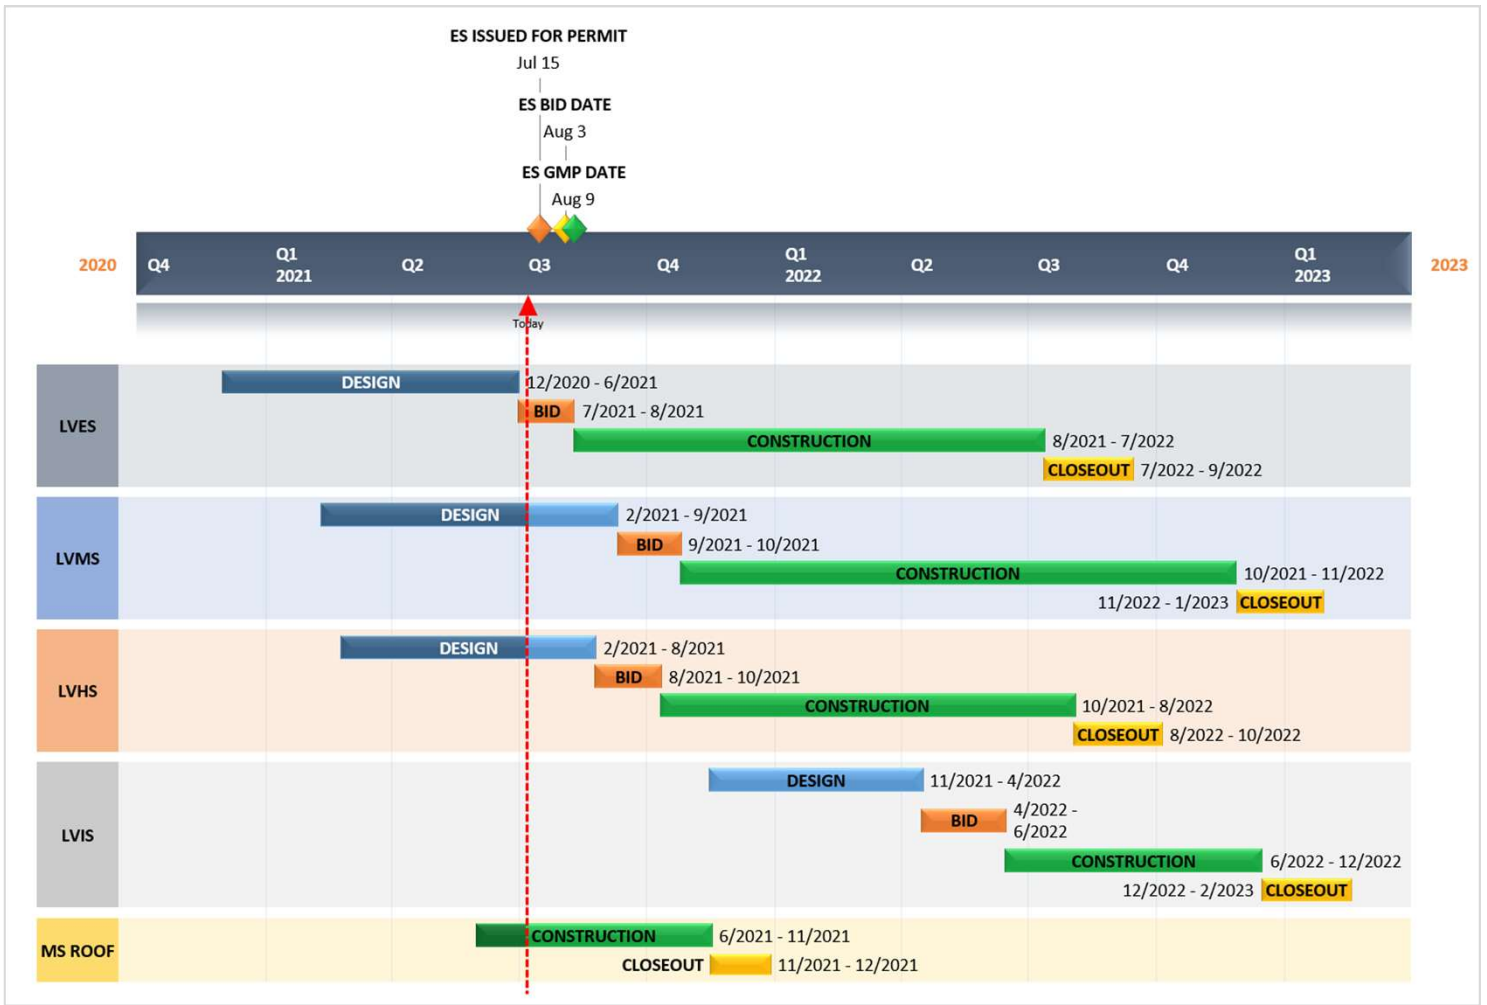 ES ISSUED FOR PERMIT
Jul 15
ES BID DATE
Aug 3
ES GMP DATE
Aug 9
2020
Q4
Q1
2021
Q2
Q3
Q4
Q1
2022
Q2
Q3
Q4
Q1
2023
2023
Today
LVES
DESIGN
12/2020 - 6/2021
BID
7/2021 - 8/2021
CONSTRUCTION
8/2021 - 7/2022
CLOSEOUT
7/2022 - 9/2022
LVMS
DESIGN
2/2021 - 9/2021
BID
9/2021 - 10/2021
CONSTRUCTION
10/2021 - 11/2022
11/2022 - 1/2023
CLOSEOUT
LVHS
DESIGN
2/2021 - 8/2021
BID
8/2021 - 10/2021
CONSTRUCTION
10/2021 - 8/2022
CLOSEOUT
8/2022 - 10/2022
LVIS
DESIGN
11/2021 - 4/2022
BID
4/2022 -
6/2022
CONSTRUCTION
6/2022 - 12/2022
12/2022 - 2/2023
CLOSEOUT
MS ROOF
CONSTRUCTION
6/2021 - 11/2021
CLOSEOUT
11/2021 - 12/2021